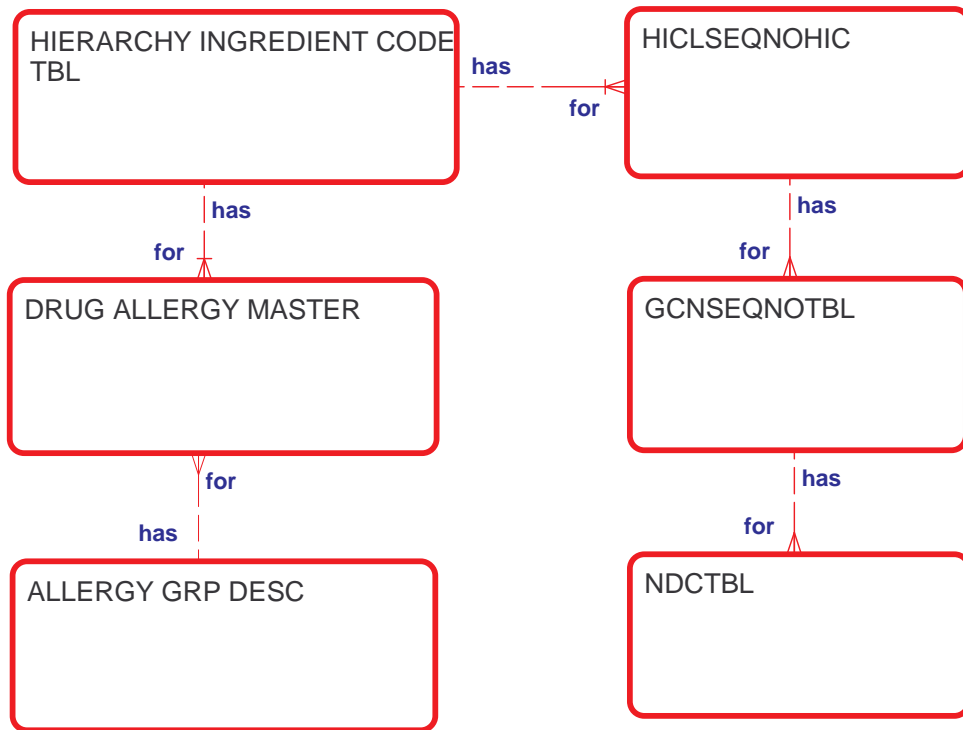 HIERARCHY INGREDIENT CODE
TBL
HICLSEQNOHIC
has
for
has
for
has
for
DRUG ALLERGY MASTER
GCNSEQNOTBL
for
has
has
for
ALLERGY GRP DESC
NDCTBL